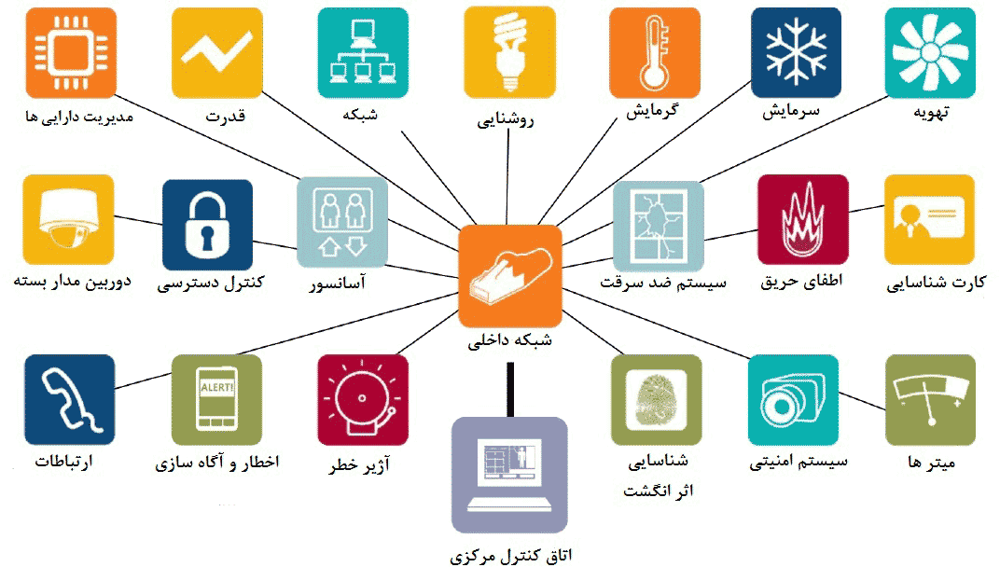 تهویه
سرمایش
گرمایش
روشنایی
شبکه
قدرت
مدیریت دارایی ها
کارت شناسایی
اطفای حریق
سیستم ضد سرقت
آسانسور
کنترل دسترسی
دوربین مدار بسته
شبکه داخلی
میتر ها
سیستم امنیتی
شناسایی
اثر انگشت
آژیر خطر
ALERT!
اخطار و آگاه سازی
ارتباطات
اتاق کنترل مرکزی